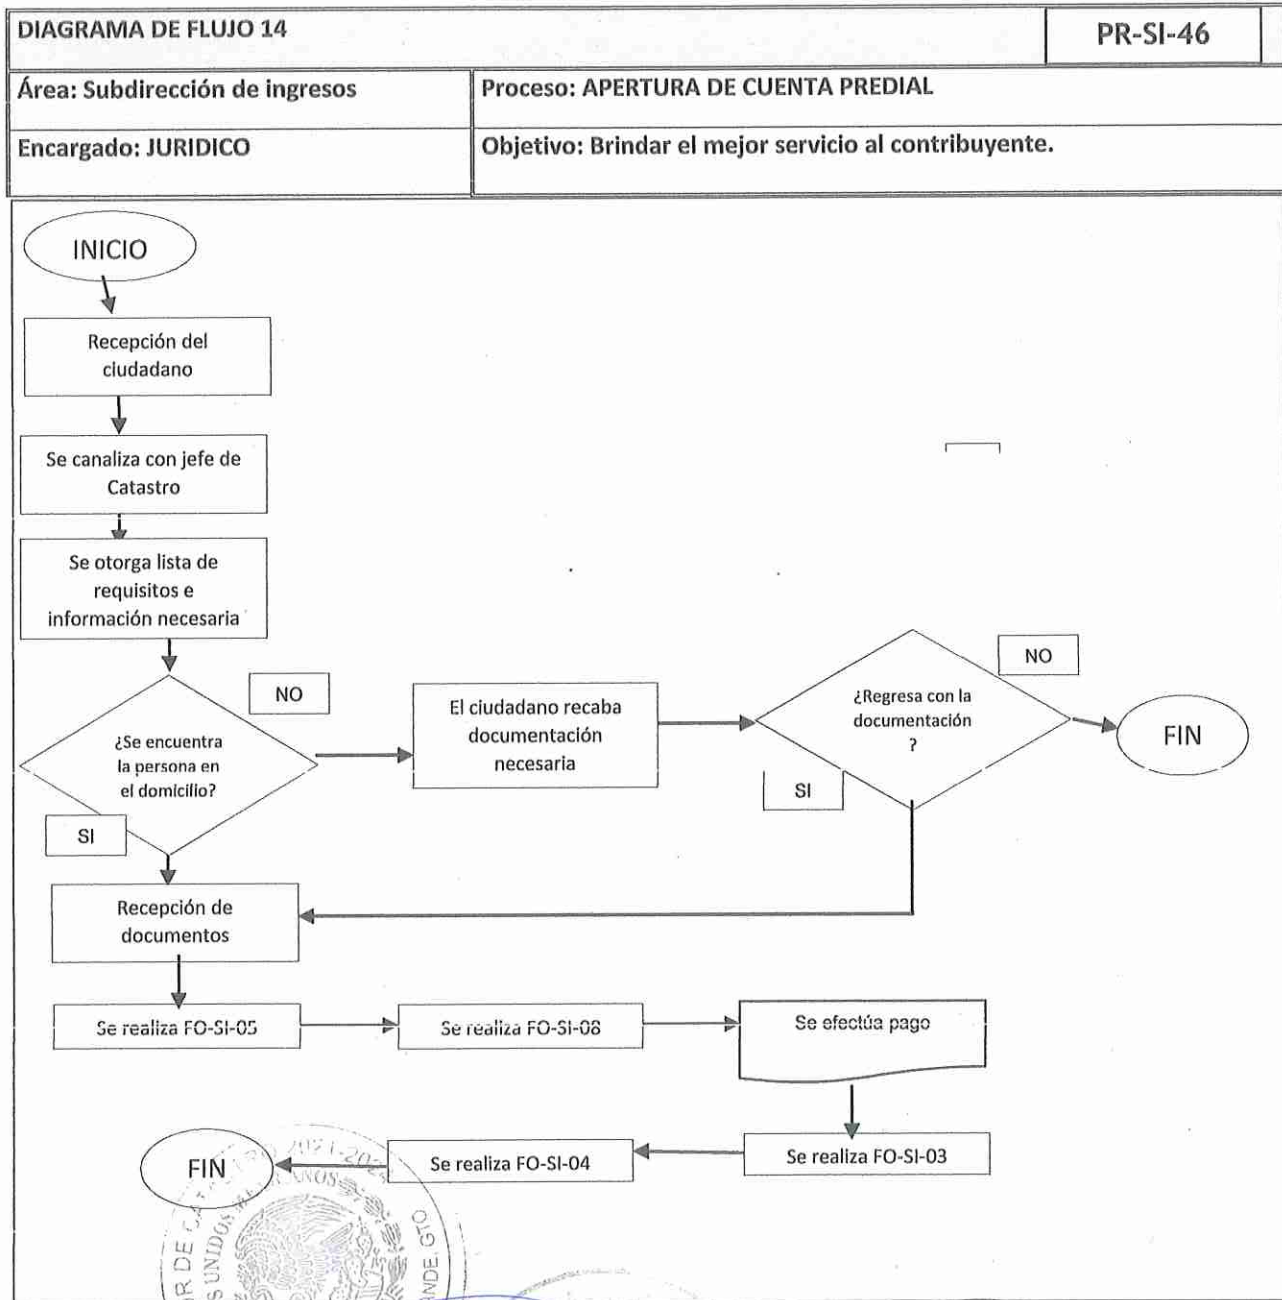 DIAGRAMA DE FLUJO 14
PR-SI-46
Área: Subdirección de ingresos
Proceso: APERTURA DE CUENTA PREDIAL
Encargado: JURIDICO
Objetivo: Brindar el mejor servicio al contribuyente.
INICIO
Recepción del
ciudadano
Se canaliza con jefe de
Catastro
Se otorga lista de
requisitos e
información necesaria
¿Se encuentra
la persona en
el domicilio?
NO
SI
El ciudadano recaba
documentación
necesaria
¿Regresa con la
documentación
?
NO
SI
FIN
Recepción de
documentos
Se realiza FO-SI-05
Se realiza FO-SI-08
Se efectúa pago
Se realiza FO-SI-03
Se realiza FO-SI-04
FIN
2021-2024
UNIDOS
GTO